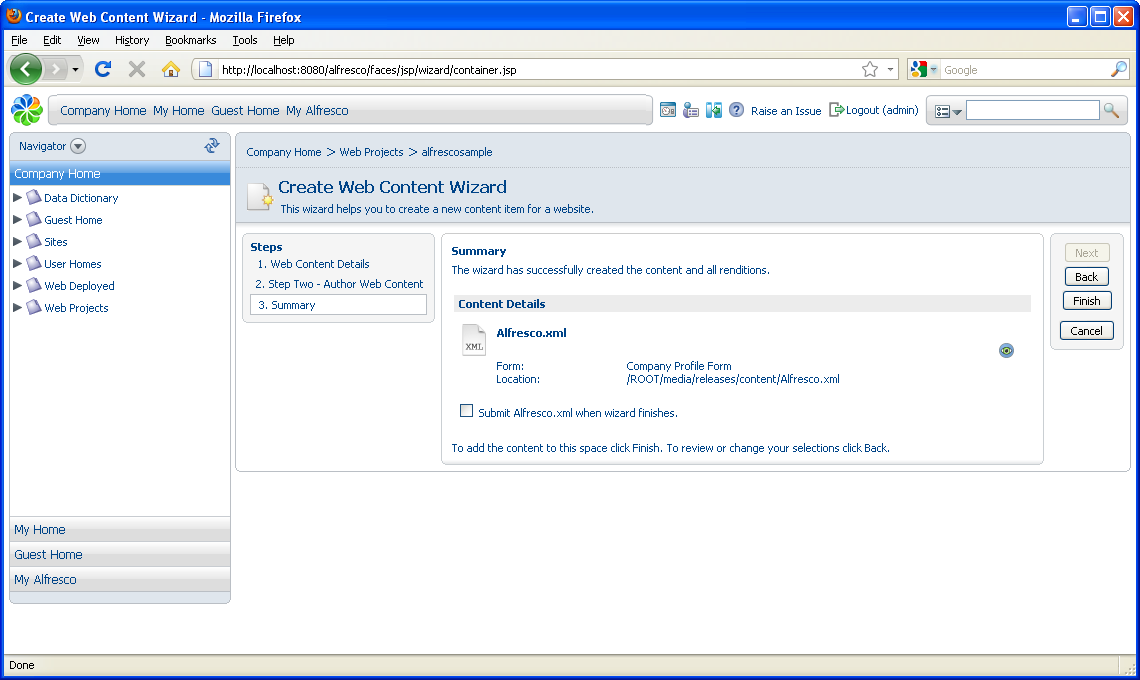 Create Web Content Wizard - Mozilla Firefox
File Edit View History Bookmarks Tools Help
http://localhost:8080/alfresco/faces/jsp/wizard/container.jsp
Google
Company Home My Home Guest Home My Alfresco
Raise an Issue Logout (admin)
Navigator
Company Home
Data Dictionary
Guest Home
Sites
User Homes
Web Deployed
Web Projects
My Home
Guest Home
My Alfresco
Company Home > Web Projects > alfrescosample
Create Web Content Wizard
This wizard helps you to create a new content item for a website.
Steps
1. Web Content Details
2. Step Two - Author Web Content
3. Summary
Summary
The wizard has successfully created the content and all renditions.
Content Details
XML
Alfresco.xml
Form: Company Profile Form
Location: /ROOT/media/releases/content/Alfresco.xml
Submit Alfresco.xml when wizard finishes.
To add the content to this space click Finish. To review or change your selections click Back.
Next
Back
Finish
Cancel
Done